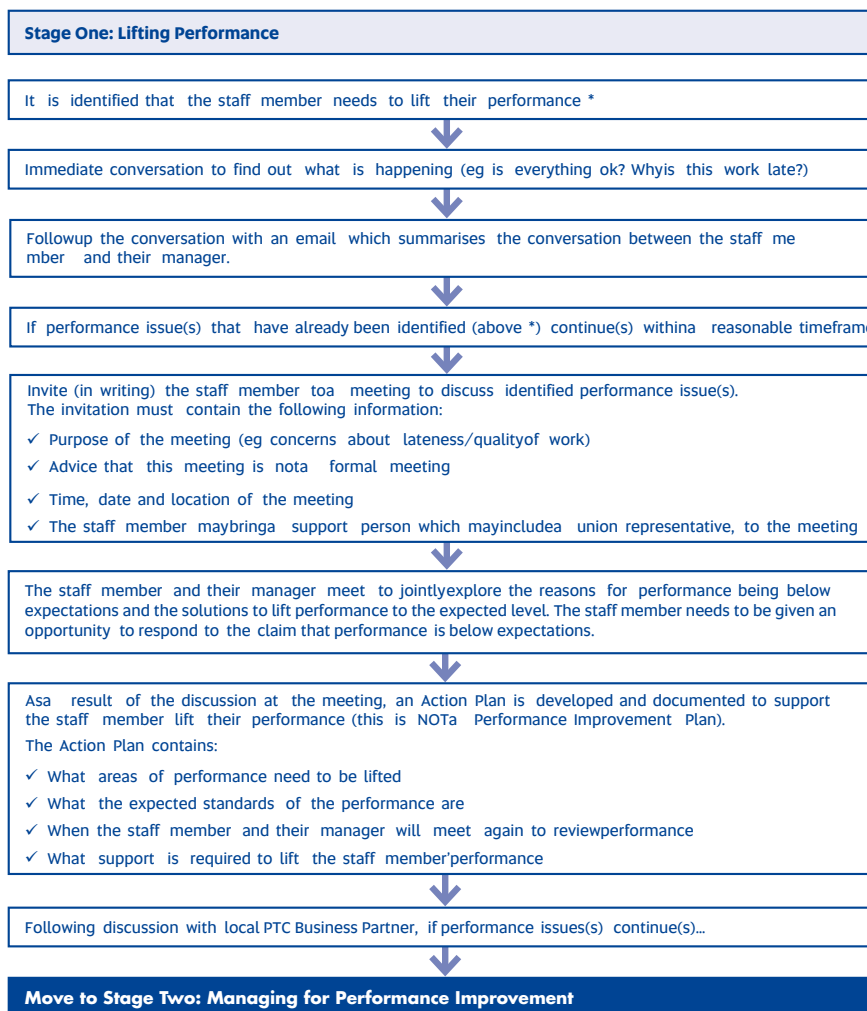 Stage One: Lifting Performance
It is identified that the staff member needs to lift their performance *
Immediate conversation to find out what is happening (eg is everything ok? Whyis this work late?)
Followup the conversation with an email which summarises the conversation between the staff me
mber and their manager.
If performance issue(s) that have already been identified (above *) continue(s) withina reasonable timeframe
Invite (in writing) the staff member toa meeting to discuss identified performance issue(s).
The invitation must contain the following information:
✓ Purpose of the meeting (eg concerns about lateness/qualityof work)
✓ Advice that this meeting is nota formal meeting
✓ Time, date and location of the meeting
✓ The staff member maybringa support person which mayincludea union representative, to the meeting
The staff member and their manager meet to jointlyexplore the reasons for performance being below
expectations and the solutions to lift performance to the expected level. The staff member needs to be given an
opportunity to respond to the claim that performance is below expectations.
Asa result of the discussion at the meeting, an Action Plan is developed and documented to support
the staff member lift their performance (this is NOTa Performance Improvement Plan).
The Action Plan contains:
✓ What areas of performance need to be lifted
✓ What the expected standards of the performance are
✓ When the staff member and their manager will meet again to reviewperformance
✓ What support is required to lift the staff member'performance
Following discussion with local PTC Business Partner, if performance issues(s) continue(s)...
Move to Stage Two: Managing for Performance Improvement